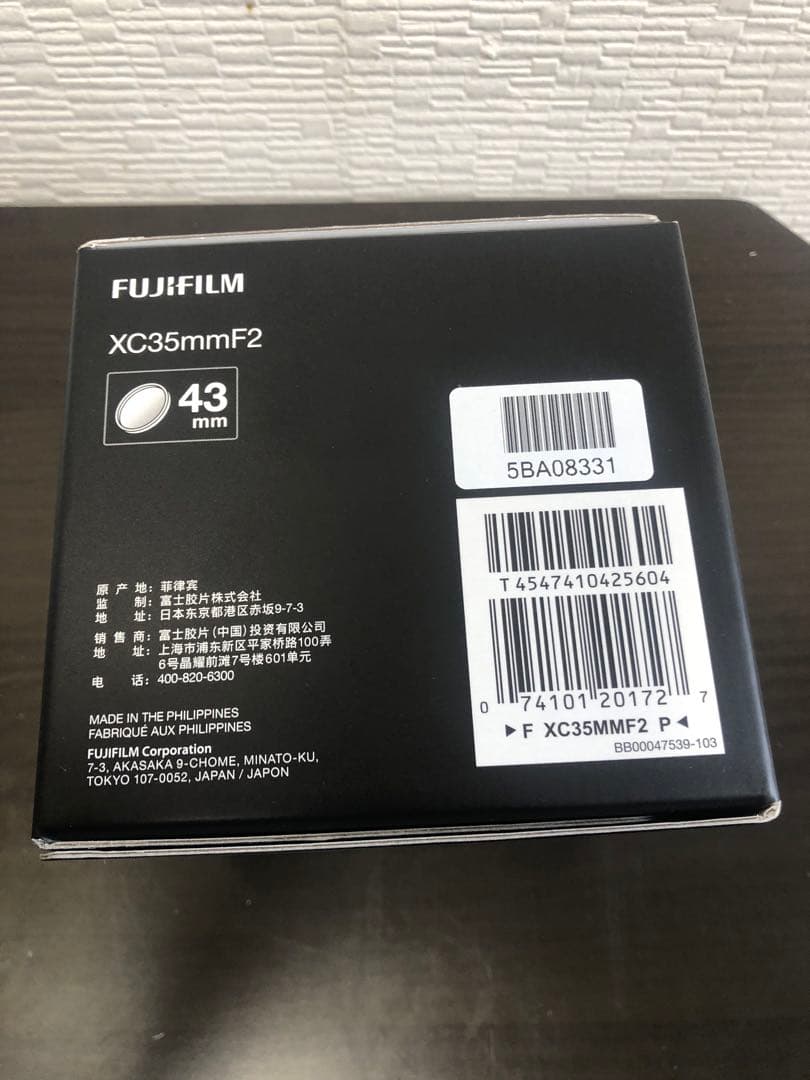 FUJIFILM
XC35mmF2
43
mm
5BA08331
T4547410425604
0 74101 20172 7
▶F XC35MMF2 P◀
BB00047539-103
原产地: 菲律宾
监制: 富士胶片株式会社
地址: 日本东京都港区赤坂9-7-3
销售商: 富士胶片(中国)投资有限公司
地址: 上海市浦东新区平家桥路100弄
6号晶耀前滩7号楼601单元
电话: 400-820-6300
MADE IN THE PHILIPPINES
FABRIQUÉ AUX PHILIPPINES
FUJIFILM Corporation
7-3, AKASAKA 9-CHOME, MINATO-KU,
TOKYO 107-0052, JAPAN / JAPON